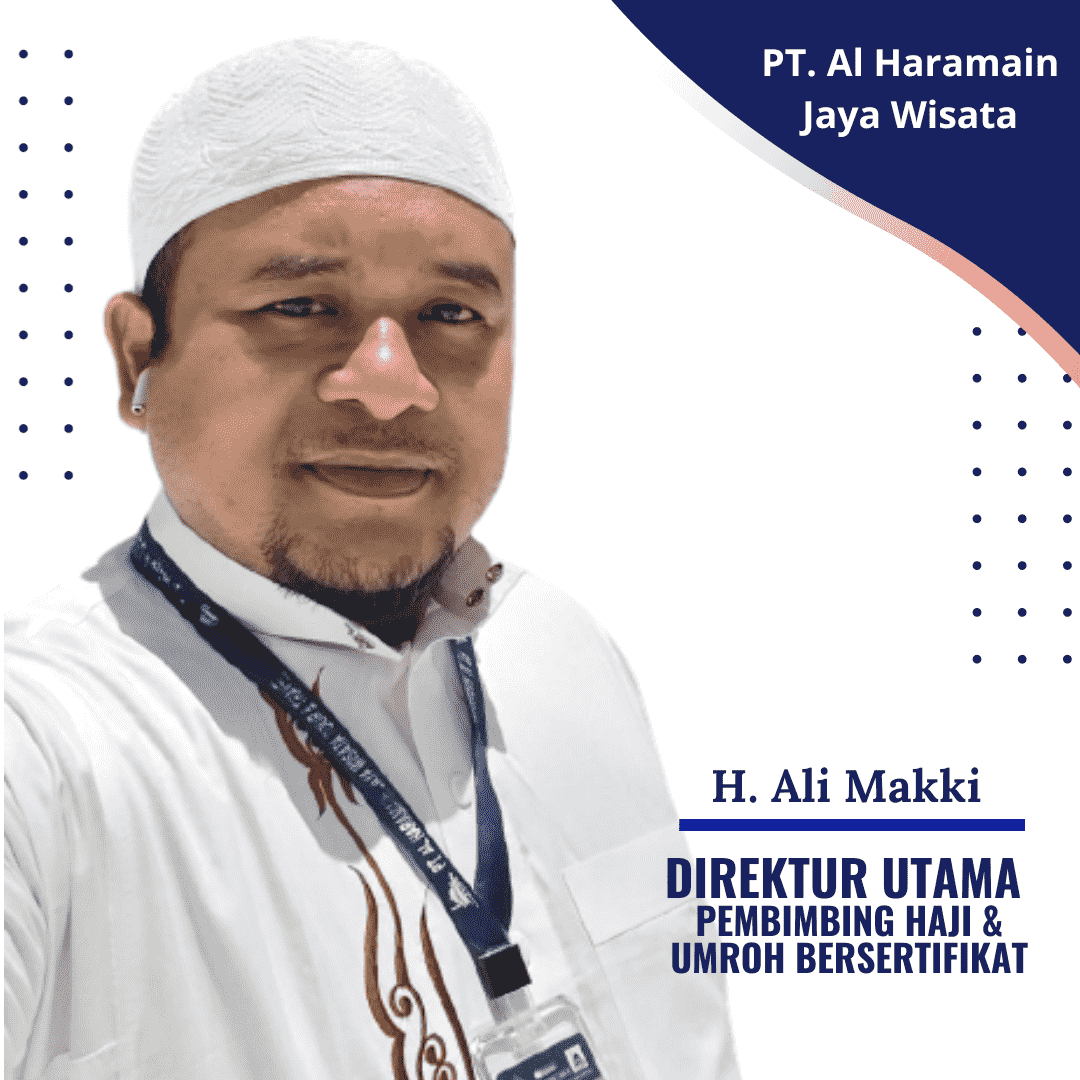 PT. Al Haramain
Jaya Wisata
H. Ali Makki
DIREKTUR UTAMA
PEMBIMBING HAJI &
UMROH BERSERTIFIKAT